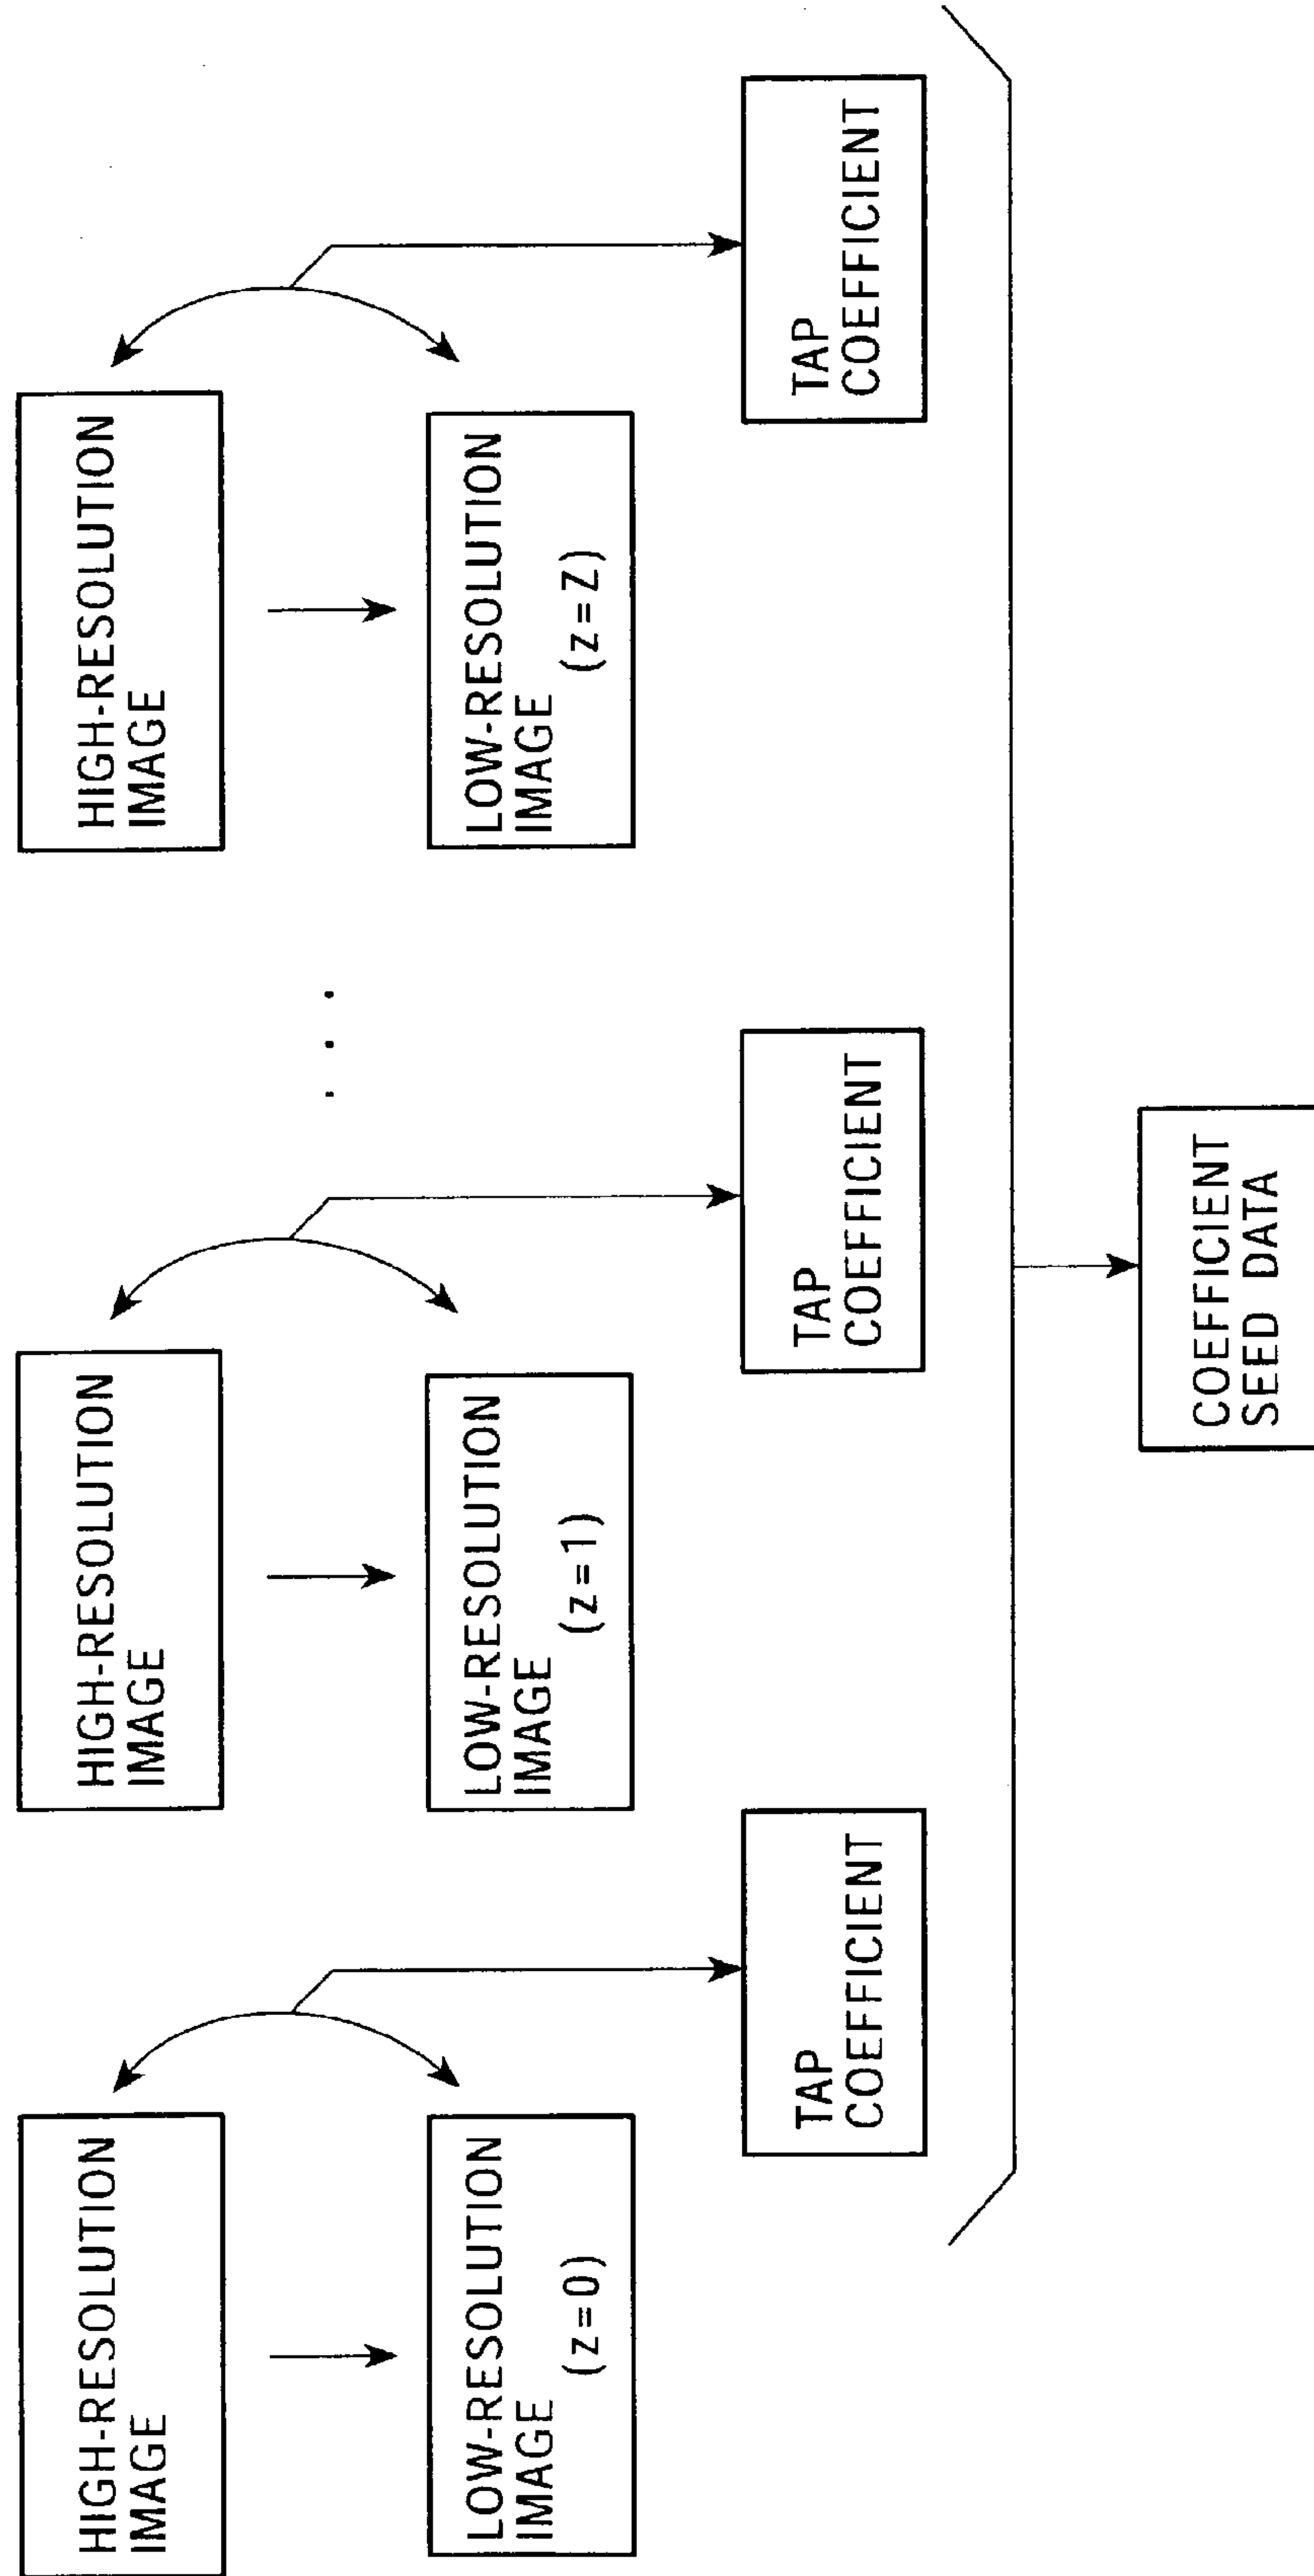 HIGH-RESOLUTION
IMAGE
LOW-RESOLUTION
IMAGE
(z=0)
TAP
COEFFICIENT
HIGH-RESOLUTION
IMAGE
LOW-RESOLUTION
IMAGE
(z=1)
TAP
COEFFICIENT
. . .
HIGH-RESOLUTION
IMAGE
LOW-RESOLUTION
IMAGE
(z=Z)
TAP
COEFFICIENT
COEFFICIENT
SEED DATA